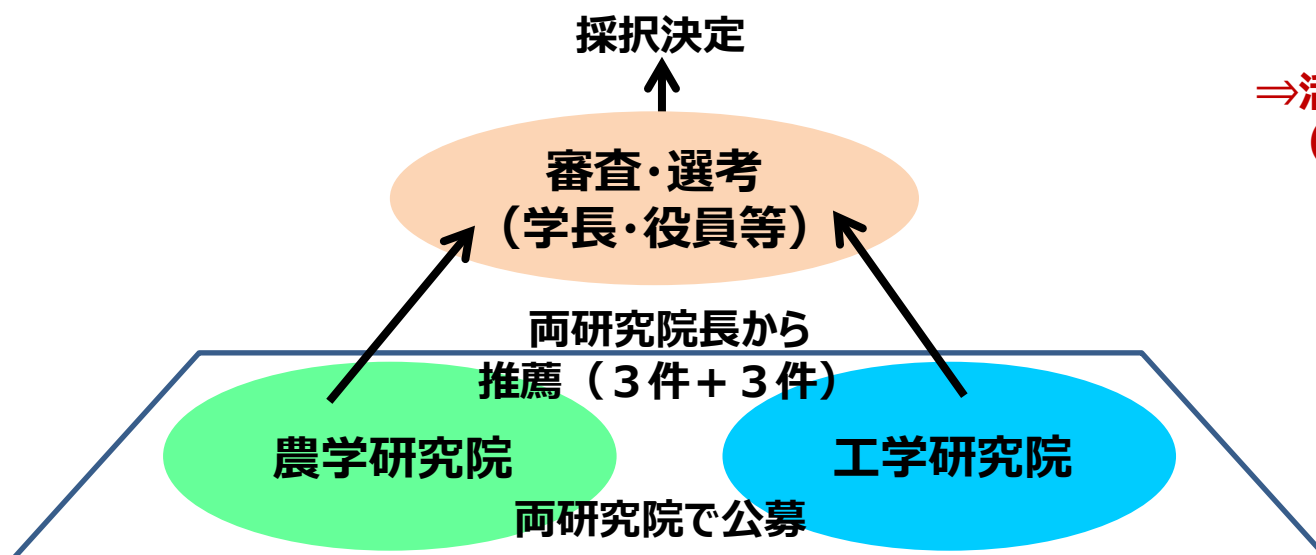 採択決定
⇒
（
審査・選考
（学長・役員等）
両研究院長から
推薦（３件＋３件）
農学研究院
工学研究院
両研究院で公募